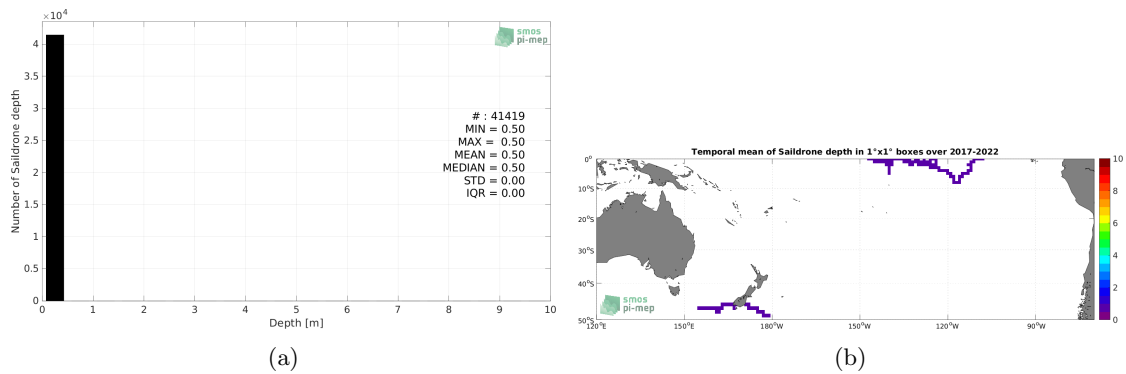 ×10⁴
smos
pi-mep
4
3.5
3
2.5
2
1.5
1
0.5
0
Number of Saildrone depth
# : 41419
MIN = 0.50
MAX = 0.50
MEAN = 0.50
MEDIAN = 0.50
STD = 0.00
IQR = 0.00
0 1 2 3 4 5 6 7 8 9 10
Depth [m]
(a)
Temporal mean of Saildrone depth in 1°x1° boxes over 2017-2022
0°
10°S
20°S
30°S
40°S
50°S
smos
pi-mep
120°E 150°E 180°W 150°W 120°W 90°W
10
8
6
4
2
0
(b)